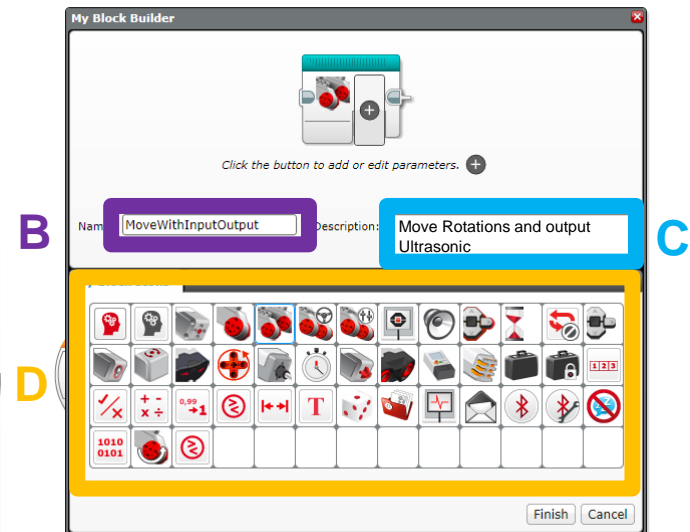 My Block Builder
Click the button to add or edit parameters.
B
Nam
MoveWithInputOutput
escription:
Move Rotations and output
Ultrasonic
C
D
0,99
→1
T
1 2 3
1010
0101
Finish
Cancel